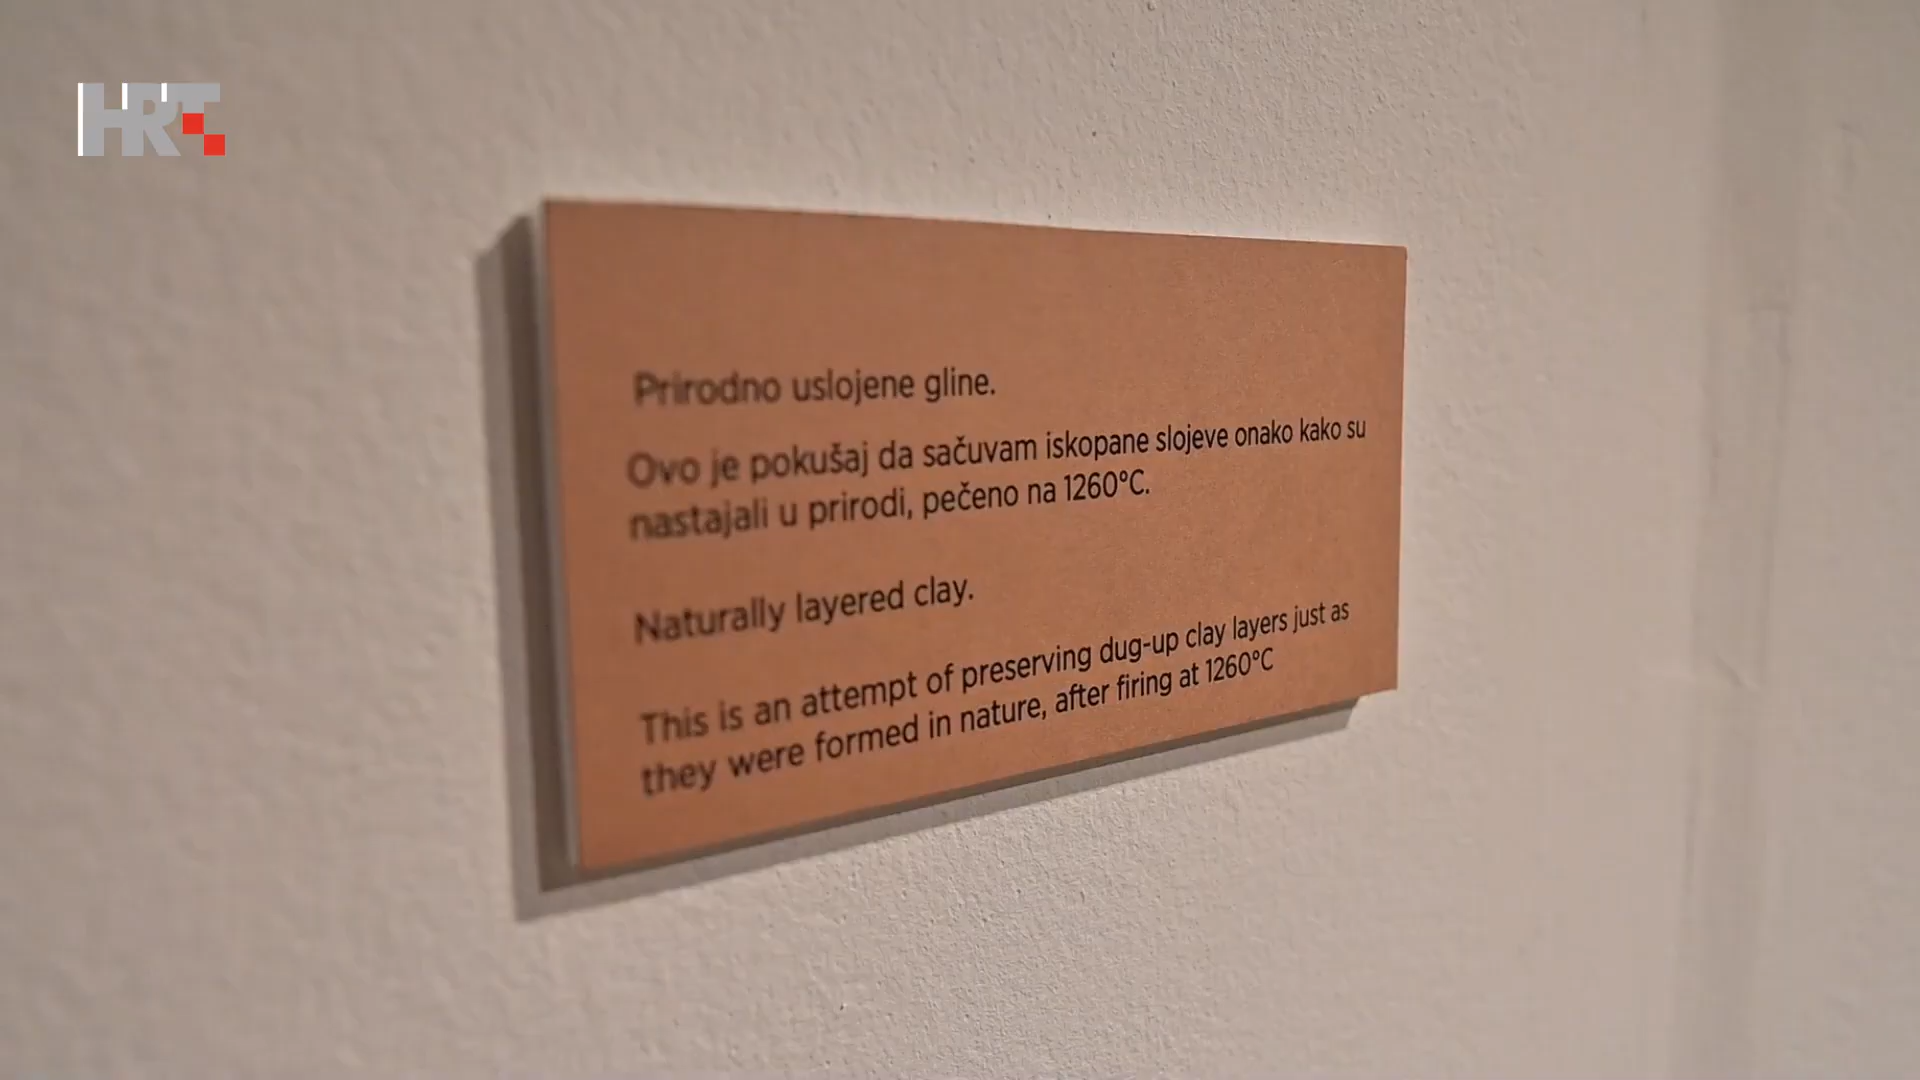 HRT
Prirodno uslojene gline.
Ovo je pokušaj da sačuvam iskopane slojeve onako kako su
nastajali u prirodi, pečeno na 1260°C.
Naturally layered clay.
This is an attempt of preserving dug-up clay layers just as
they were formed in nature, after firing at 1260°C